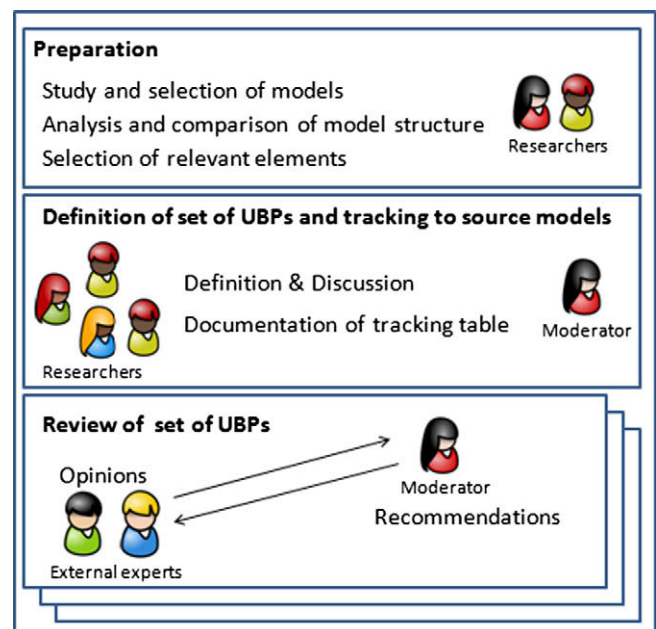 Preparation
Study and selection of models
Analysis and comparison of model structure
Selection of relevant elements
Researchers
Definition of set of UBPs and tracking to source models
Definition & Discussion
Documentation of tracking table
Researchers
Moderator
Review of set of UBPs
Opinions
External experts
Moderator
Recommendations